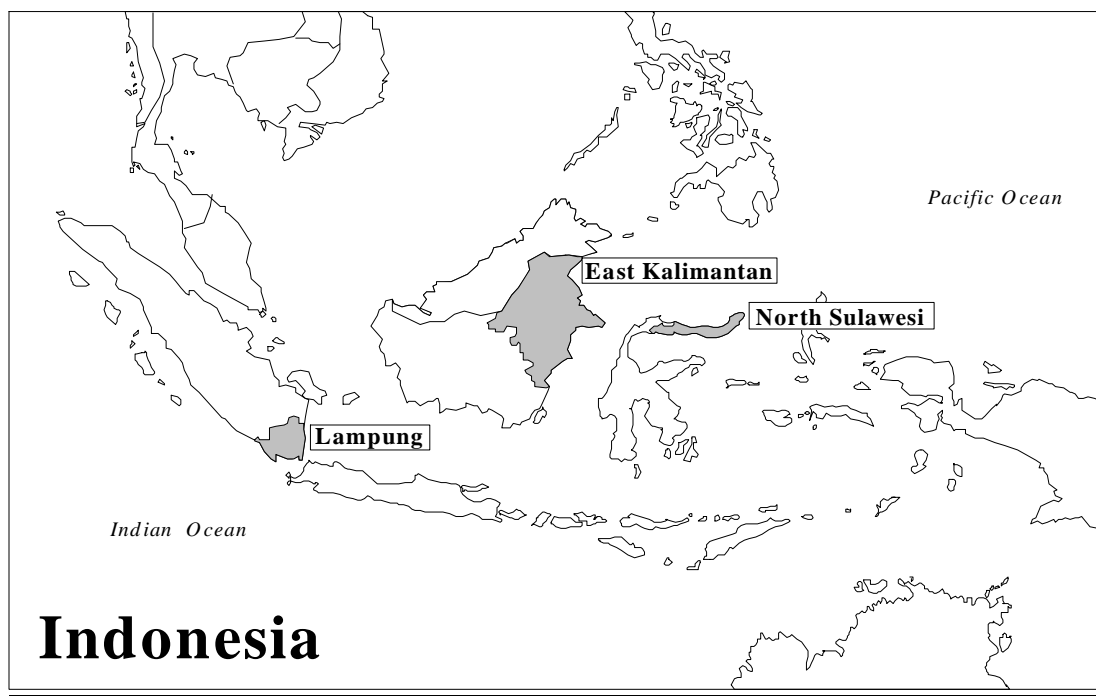 Pacific Ocean
East Kalimantan
North Sulawesi
Lampung
Indian Ocean
Indonesia